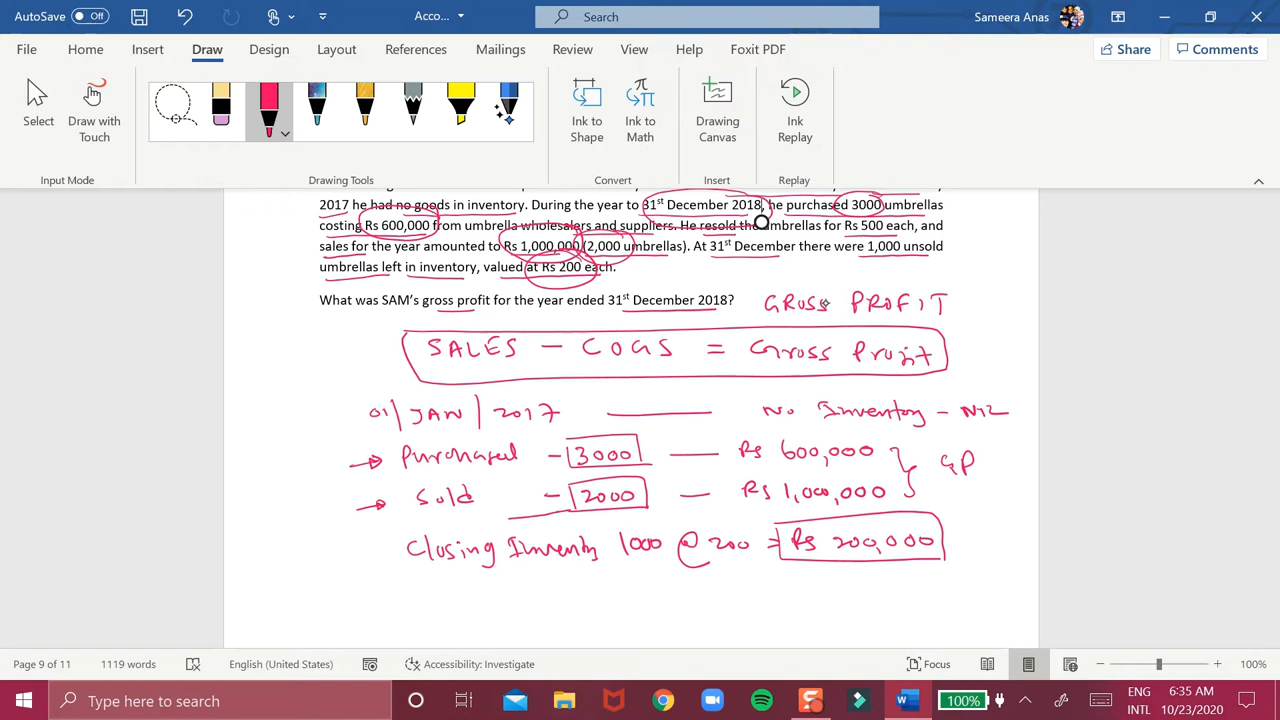 AutoSave Off Acco... Search Sameera Anas
File Home Insert Draw Design Layout References Mailings Review View Help Foxit PDF Share Comments
Select Draw with Touch Ink to Shape Ink to Math Drawing Canvas Ink Replay
Input Mode Drawing Tools Convert Insert Replay
2017 he had no goods in inventory. During the year to 31st December 2018, he purchased 3000 umbrellas
costing Rs 600,000 from umbrella wholesalers and suppliers. He resold the umbrellas for Rs 500 each, and
sales for the year amounted to Rs 1,000,000 (2,000 umbrellas). At 31st December there were 1,000 unsold
umbrellas left in inventory, valued at Rs 200 each.
What was SAM's gross profit for the year ended 31st December 2018? GROSS PROFIT
SALES - COGS = Gross Profit
01/JAN/2017 — No Inventory - NIL
Purchased - 3000 — Rs 600,000
GP
Sold - 2000 — Rs 1,000,000
Closing 1000 @ 200 = Rs 200,000
Page 9 of 11 1119 words English (United States) Accessibility: Investigate Focus 100%
Type here to search 100% ENG INTL 6:35 AM 10/23/2020